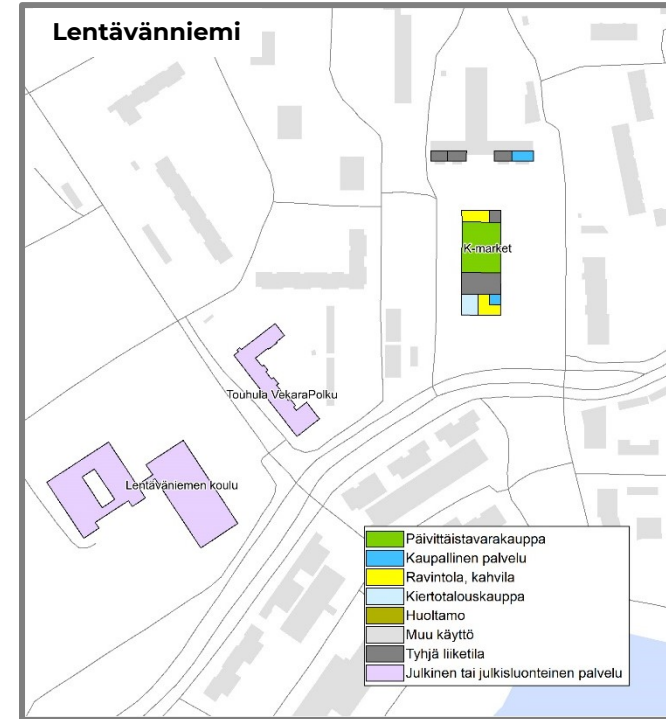 Lentävänniemi
K-market
Touhula VekaraPolku
Lentäväniemen koulu
Päivittäistavarakauppa
Kaupallinen palvelu
Ravintola, kahvila
Kiertotalouskauppa
Huoltamo
Muu käyttö
Tyhjä liiketila
Julkinen tai julkisluonteinen palvelu